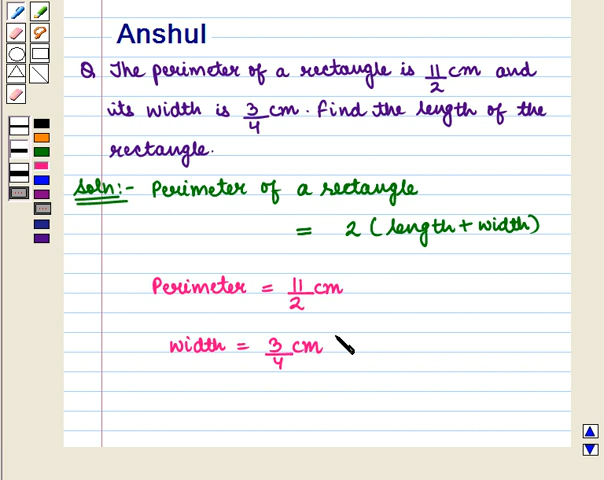 Anshul
Q The perimeter of a rectangle is 11/2 cm and
its width is 3/4 cm. Find the length of the
rectangle.
Soln:- Perimeter of a rectangle
= 2 (length + width)
Perimeter = 11/2 cm
width = 3/4 cm